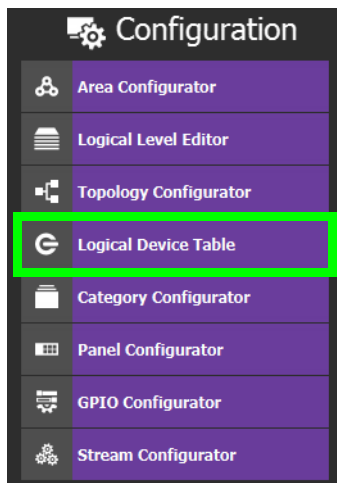 Configuration
Area Configurator
Logical Level Editor
Topology Configurator
Logical Device Table
Category Configurator
Panel Configurator
GPIO Configurator
Stream Configurator